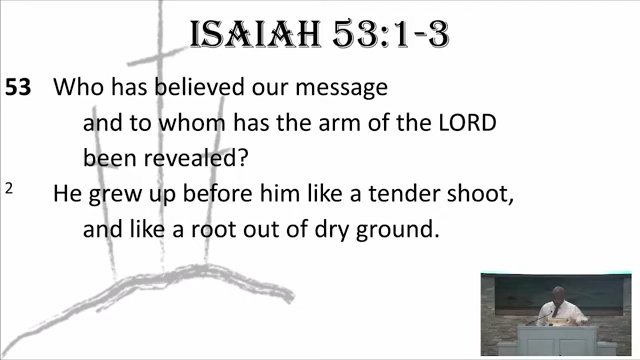 ISAIAH 53:1-3
53 Who has believed our message
and to whom has the arm of the LORD
been revealed?
2 He grew up before him like a tender shoot,
and like a root out of dry ground.